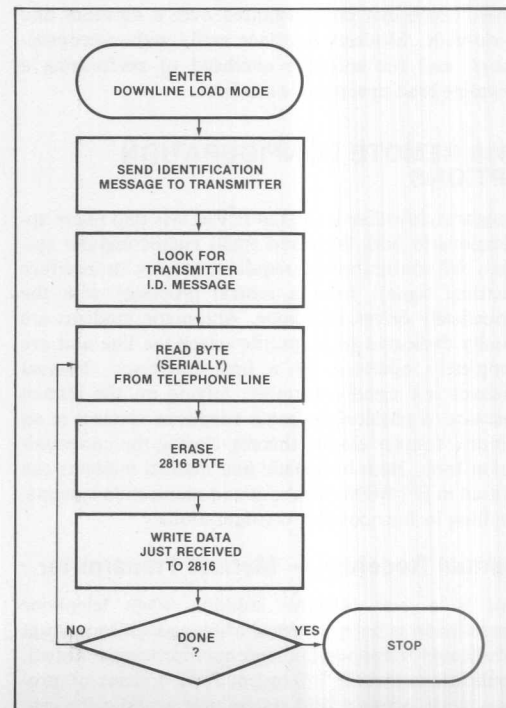 ENTER
DOWNLINE LOAD MODE
SEND IDENTIFICATION
MESSAGE TO TRANSMITTER
LOOK FOR
TRANSMITTER
I.D. MESSAGE
READ BYTE
(SERIALLY)
FROM TELEPHONE LINE
ERASE
2816 BYTE
WRITE DATA
JUST RECEIVED
TO 2816
NO
DONE
?
YES
STOP